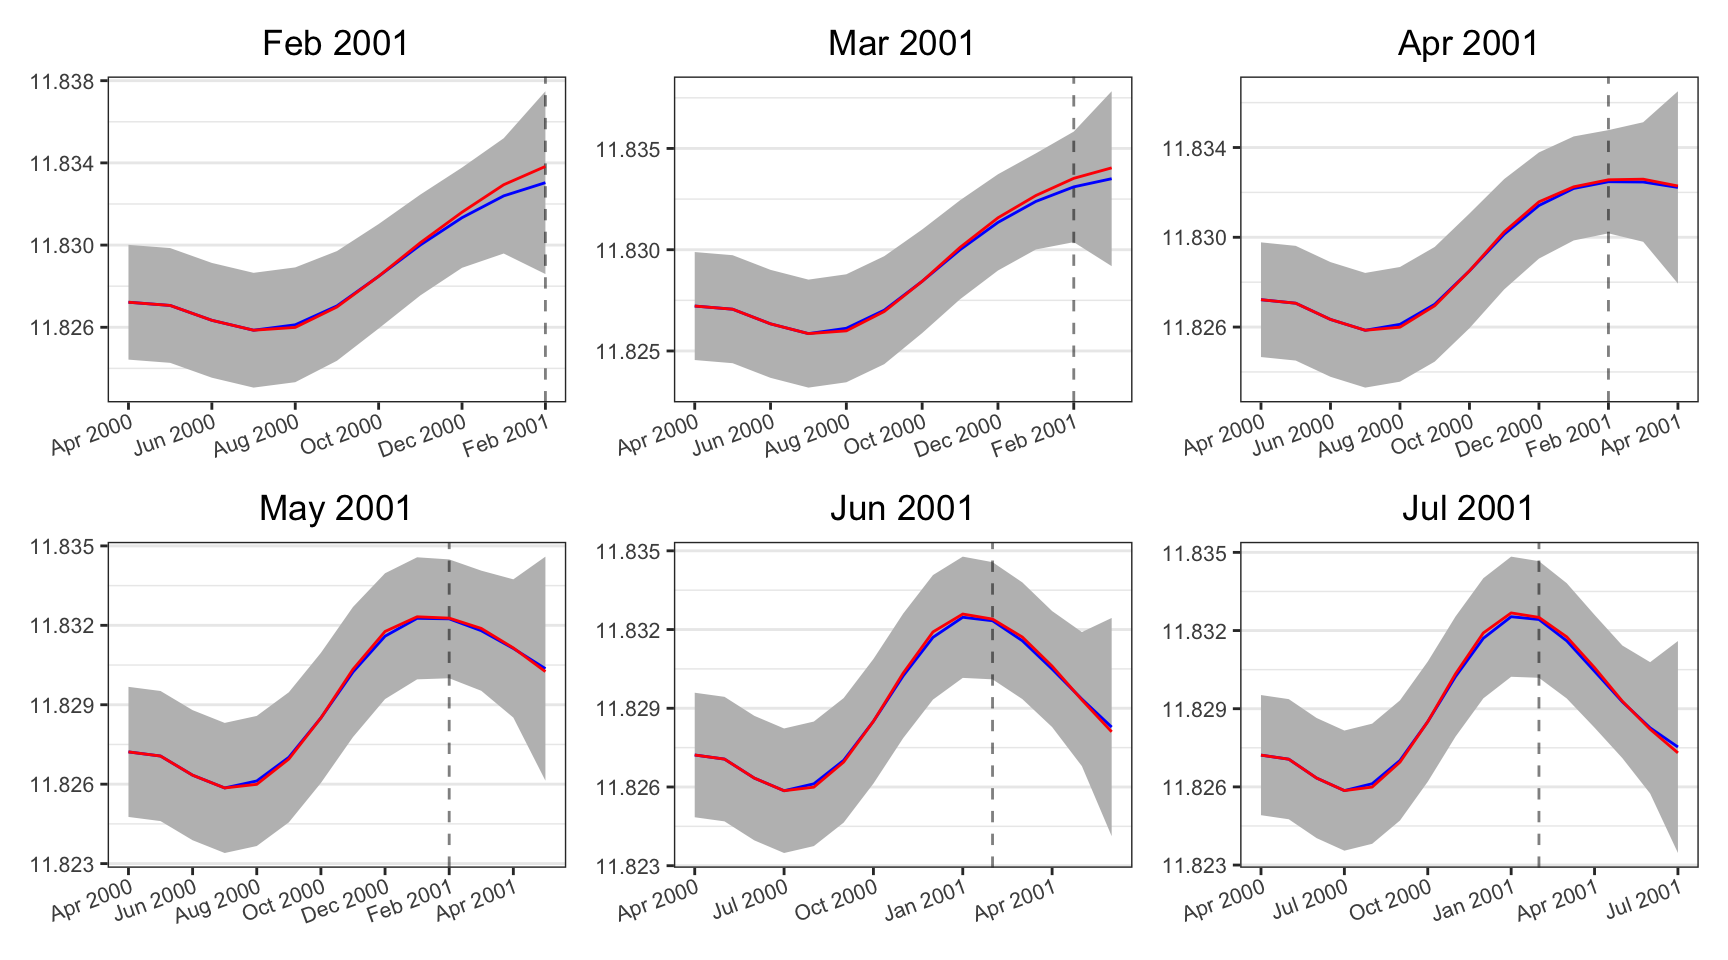 Feb 2001
11.838
11.834
11.830
11.826
Apr 2000 Jun 2000 Aug 2000 Oct 2000 Dec 2000 Feb 2001
Mar 2001
11.835
11.830
11.825
Apr 2000 Jun 2000 Aug 2000 Oct 2000 Dec 2000 Feb 2001
Apr 2001
11.834
11.830
11.826
Apr 2000 Jun 2000 Aug 2000 Oct 2000 Dec 2000 Feb 2001 Apr 2001
May 2001
11.835
11.832
11.829
11.826
11.823
Apr 2000 Jun 2000 Aug 2000 Oct 2000 Dec 2000 Feb 2001 Apr 2001
Jun 2001
11.835
11.832
11.829
11.826
11.823
Apr 2000 Jul 2000 Oct 2000 Jan 2001 Apr 2001
Jul 2001
11.835
11.832
11.829
11.826
11.823
Apr 2000 Jul 2000 Oct 2000 Jan 2001 Apr 2001 Jul 2001